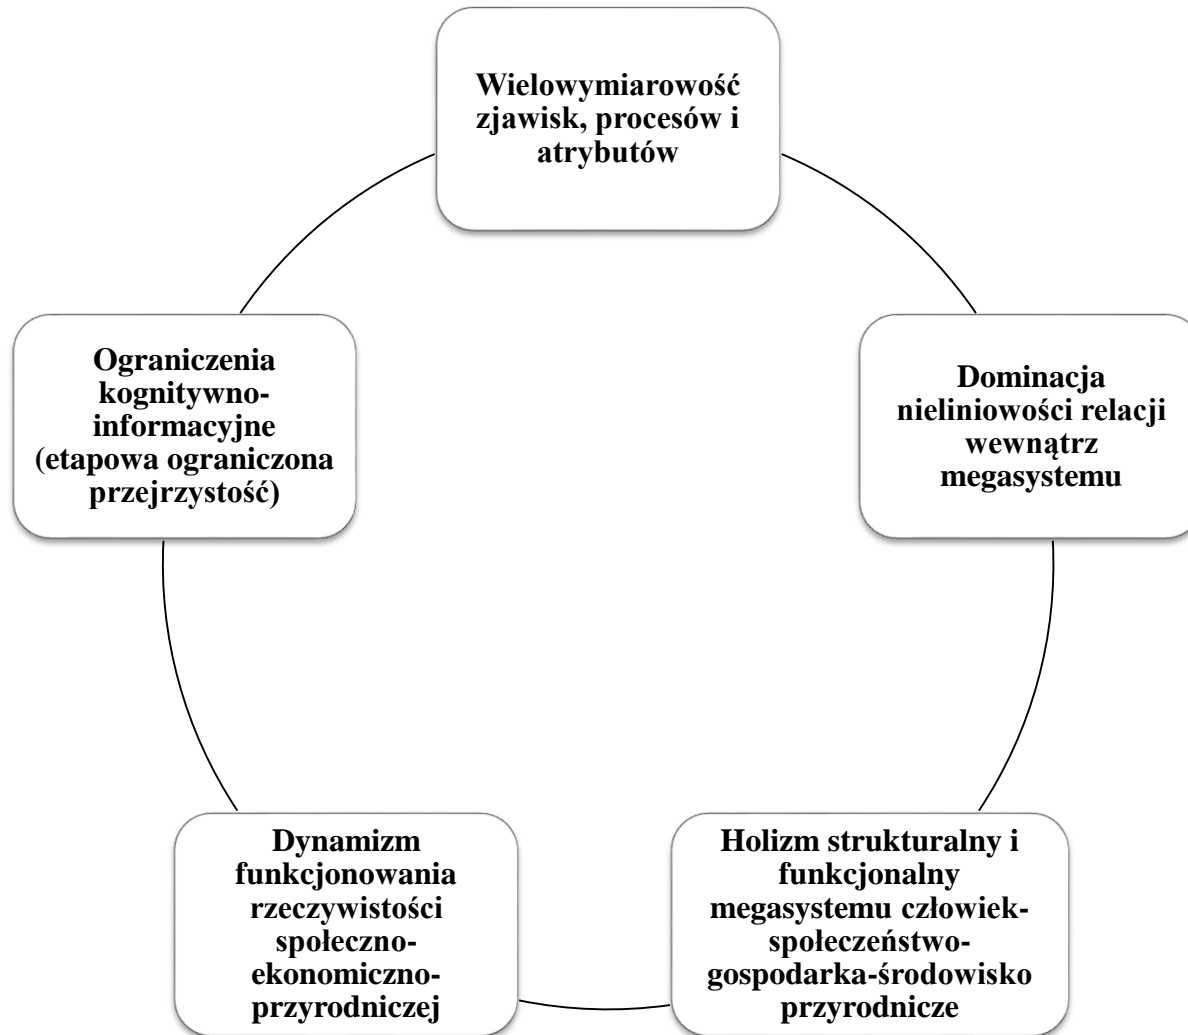 Wielowymiarowość
zjawisk, procesów i
atrybutów
Ograniczenia
kognitywno-
informacyjne
(etapowa ograniczona
przejrzystość)
Dominacja
nieliniowości relacji
wewnątrz
megasystemu
Dynamizm
funkcjonowania
rzeczywistości
społeczno-
ekonomiczno-
przyrodniczej
Holizm strukturalny i
funkcjonalny
megasystemu człowiek-
społeczeństwo-
gospodarka-środowisko
przyrodnicze